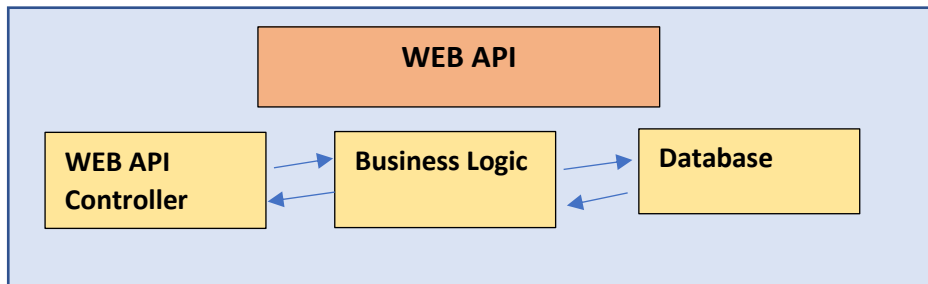 WEB API
WEB API
Controller
Business Logic
Database